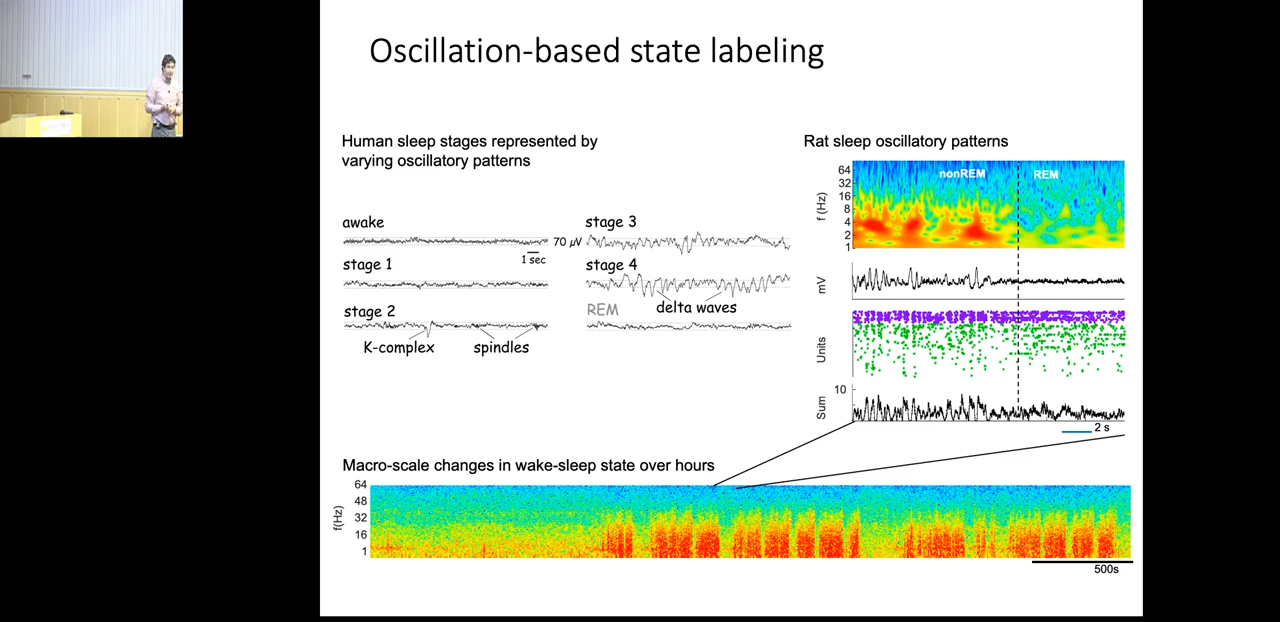 Oscillation-based state labeling
Human sleep stages represented by
varying oscillatory patterns
awake
70 µV
1 sec
stage 1
stage 2
K-complex
spindles
stage 3
stage 4
delta waves
REM
Rat sleep oscillatory patterns
nonREM
REM
f (Hz)
64
32
16
8
4
2
1
mV
Units
Sum
10
2 s
Macro-scale changes in wake-sleep state over hours
f(Hz)
64
48
32
16
1
500s